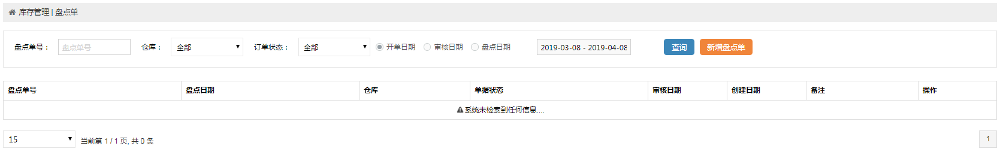 库存管理 | 盘点单
盘点单号： 盘点单号 仓库： 全部 订单状态： 全部 开单日期 审核日期 盘点日期 2019-03-08 - 2019-04-08 查询 新增盘点单
盘点单号 盘点日期 仓库 单据状态 审核日期 创建日期 备注 操作
系统未检索到任何信息....
15 当前第 1 / 1 页, 共 0 条 1